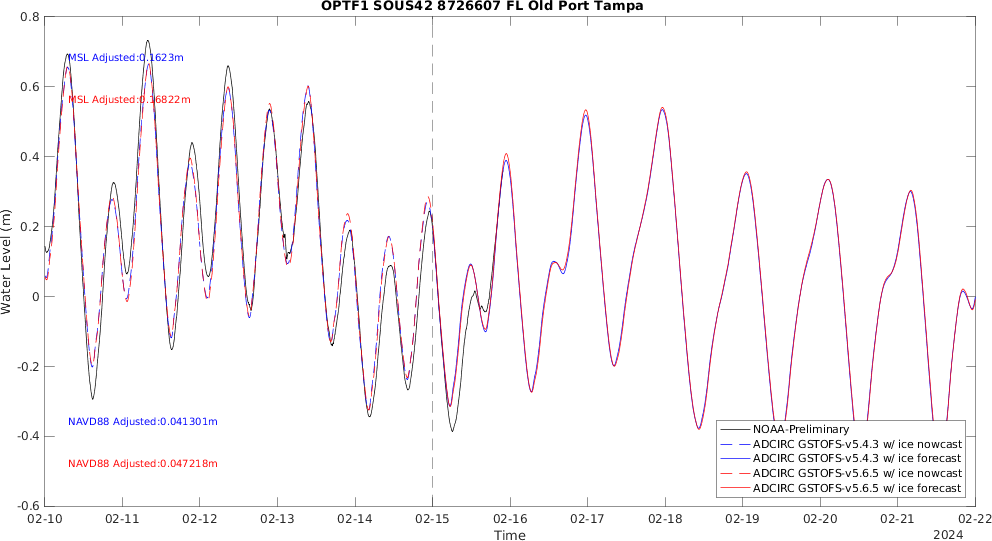 OPTF1 SOUS42 8726607 FL Old Port Tampa
0.8
0.6
0.4
0.2
0
-0.2
-0.4
-0.6
Water Level (m)
MSL Adjusted:0.1623m
MSL Adjusted:0.16822m
NAVD88 Adjusted:0.041301m
NAVD88 Adjusted:0.047218m
NOAA-Preliminary
ADCIRC GSTOFS-v5.4.3 w/ ice nowcast
ADCIRC GSTOFS-v5.4.3 w/ ice forecast
ADCIRC GSTOFS-v5.6.5 w/ ice nowcast
ADCIRC GSTOFS-v5.6.5 w/ ice forecast
02-10 02-11 02-12 02-13 02-14 02-15 02-16 02-17 02-18 02-19 02-20 02-21 02-22
Time
2024